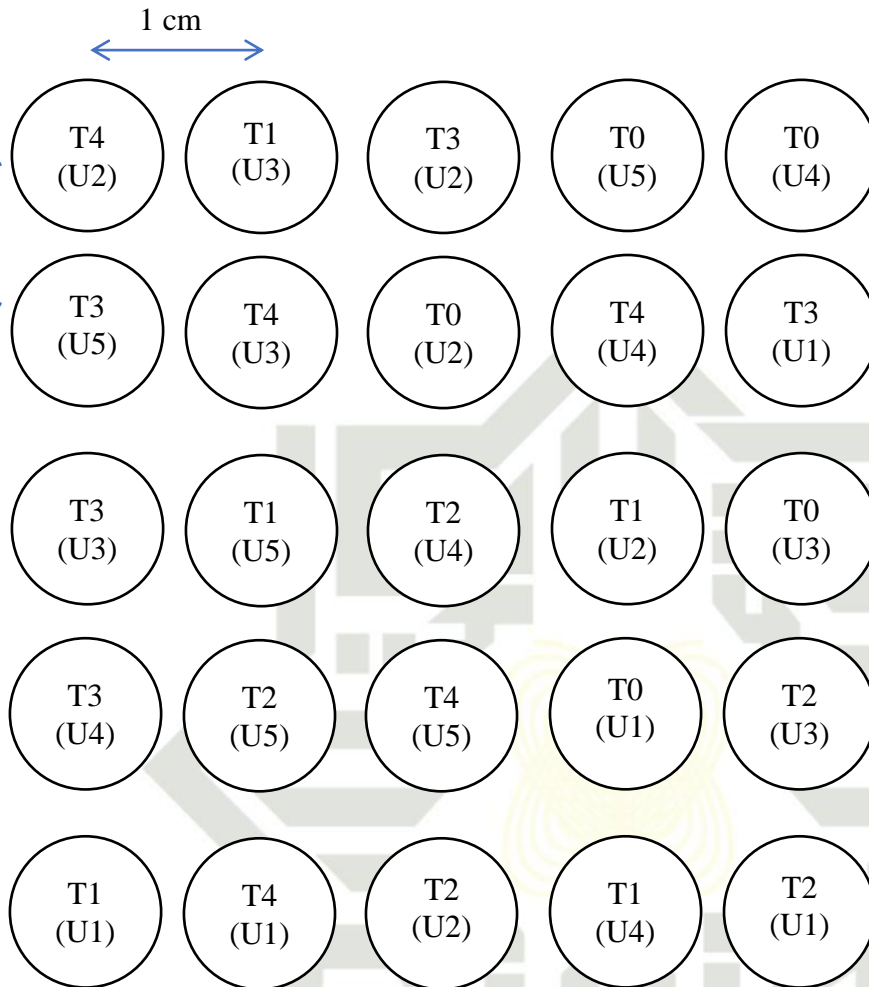 1 cm
T4 T1 T3 T0 T0
(U2) (U3) (U2) (U5) (U4)
T3 T4 T0 T4 T3
(U5) (U3) (U2) (U4) (U1)
T3 T1 T2 T1 T0
(U3) (U5) (U4) (U2) (U3)
T3 T2 T4 T0 T2
(U4) (U5) (U5) (U1) (U3)
T1 T4 T2 T1 T2
(U1) (U1) (U2) (U4) (U1)